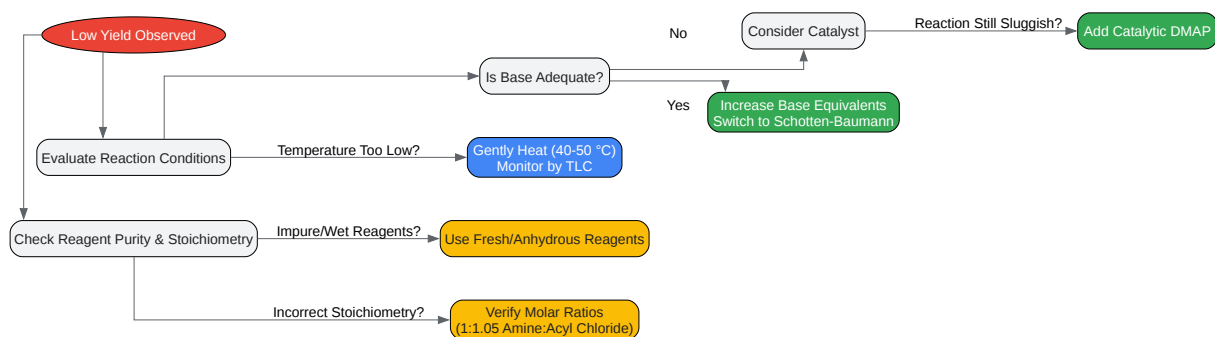 Low Yield Observed
No
Consider Catalyst
Reaction Still Sluggish?
Add Catalytic DMAP
Is Base Adequate?
Yes
Increase Base Equivalents
Switch to Schotten-Baumann
Evaluate Reaction Conditions
Temperature Too Low?
Gently Heat (40-50 °C)
Monitor by TLC
Check Reagent Purity & Stoichiometry
Impure/Wet Reagents?
Use Fresh/Anhydrous Reagents
Incorrect Stoichiometry?
Verify Molar Ratios
(1:1.05 Amine:Acyl Chloride)